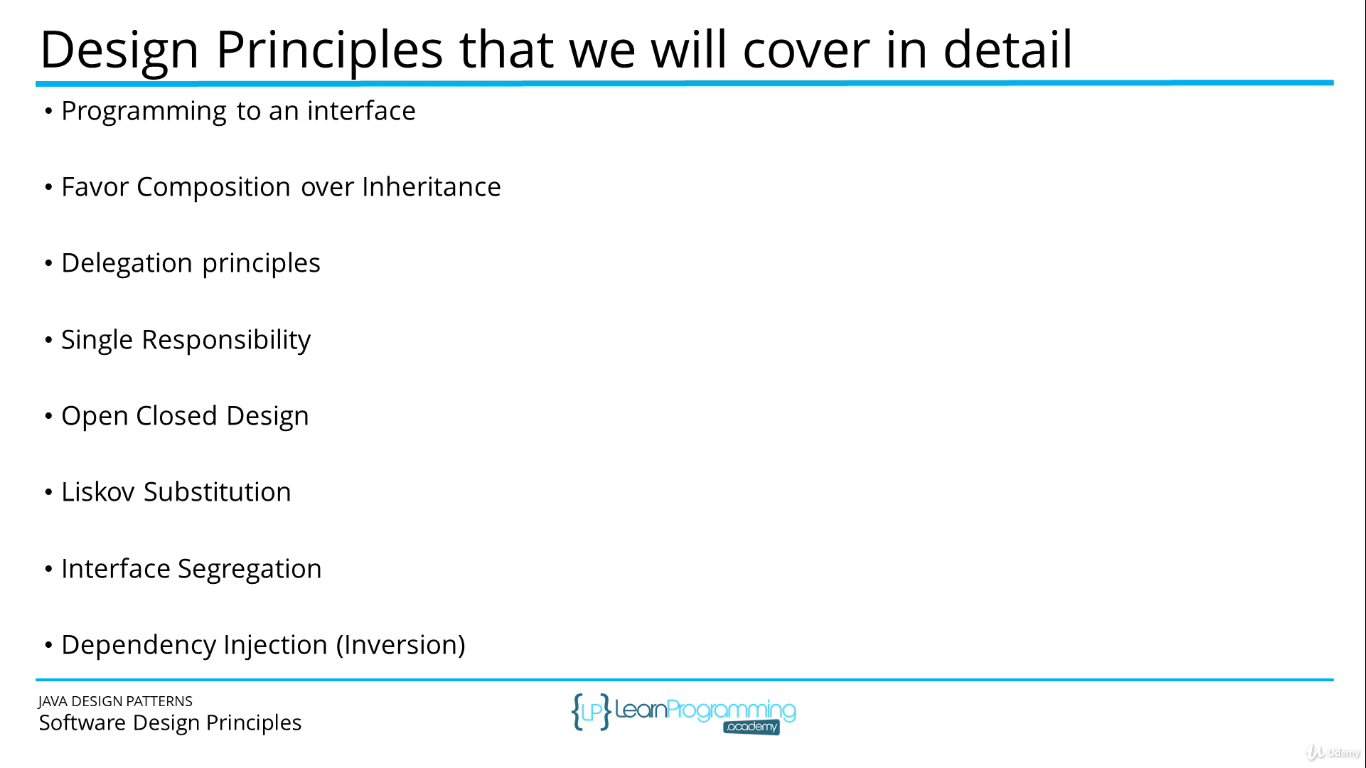 Design Principles that we will cover in detail
• Programming to an interface
• Favor Composition over Inheritance
• Delegation principles
• Single Responsibility
• Open Closed Design
• Liskov Substitution
• Interface Segregation
• Dependency Injection (Inversion)
JAVA DESIGN PATTERNS
Software Design Principles
{LP} LearnProgramming
.academy
Udemy